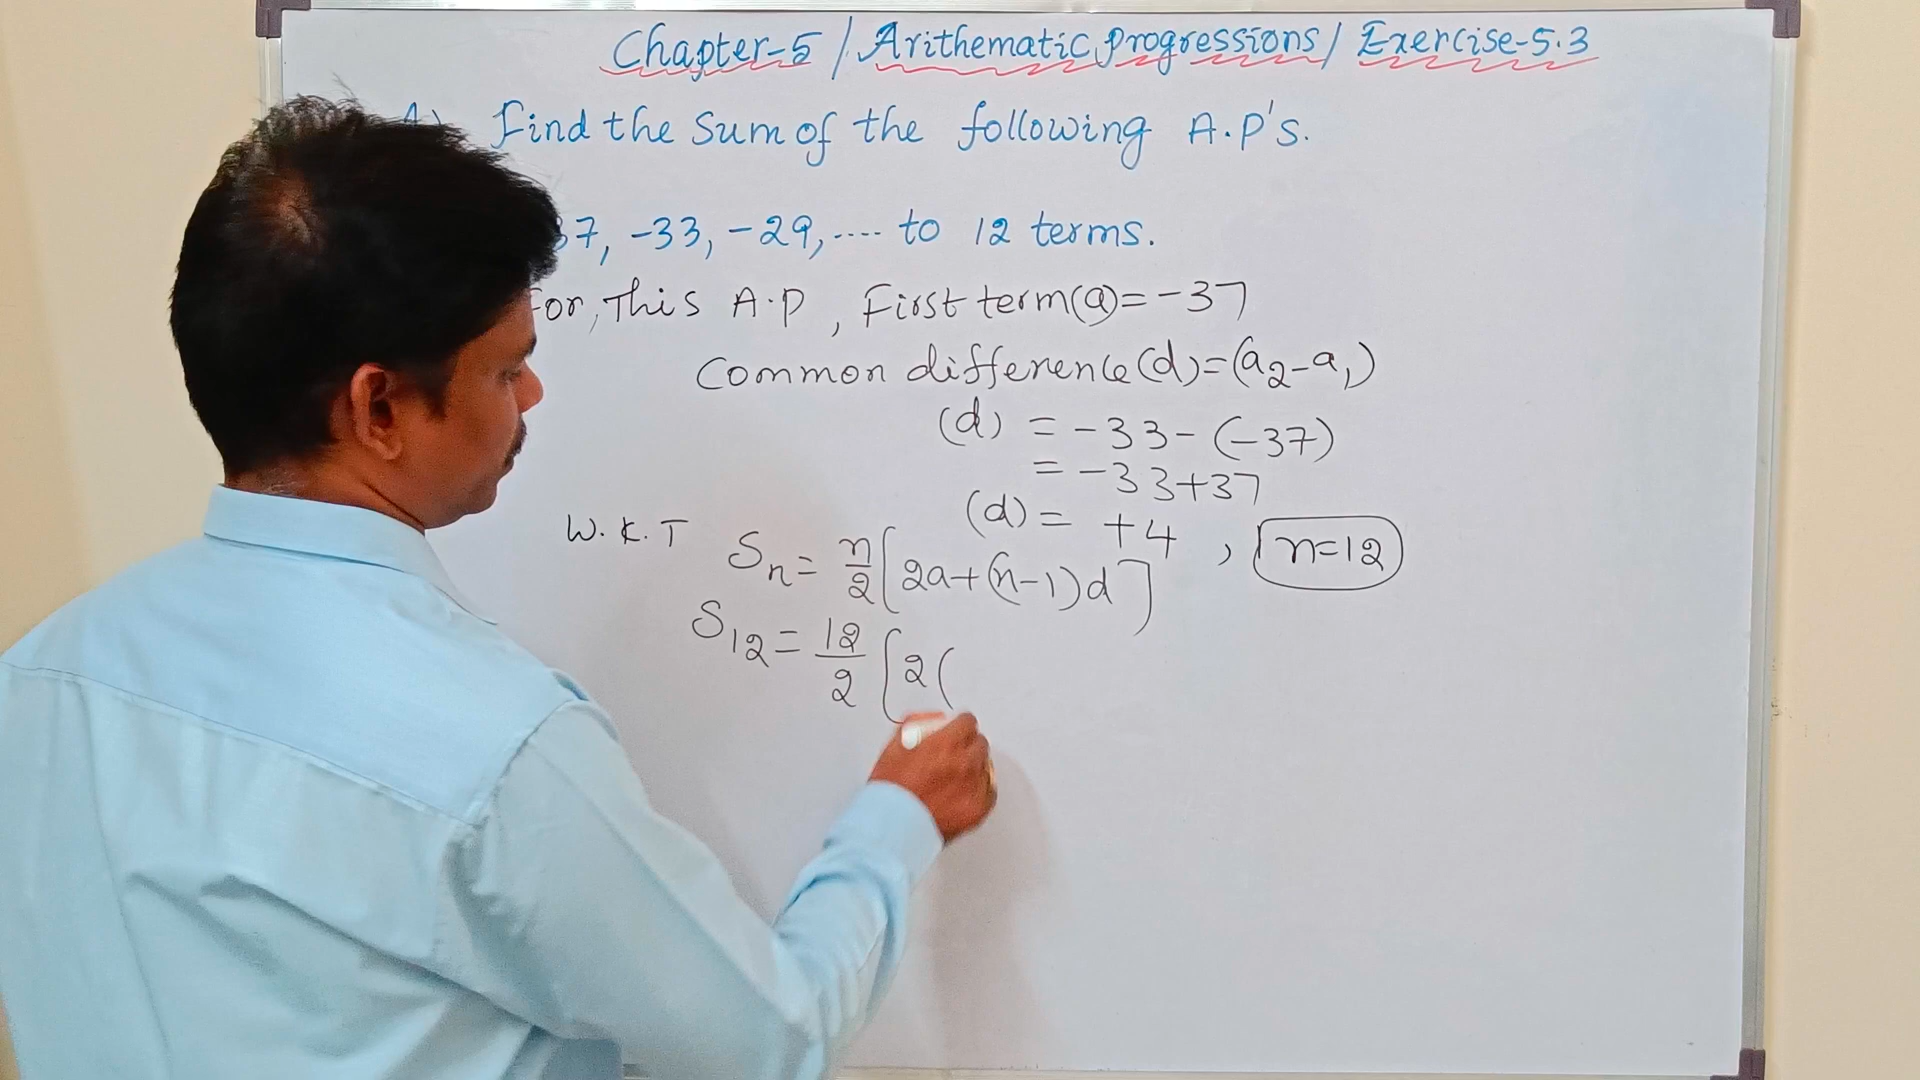 Chapter-5 / Arithematic progressions / Exercise-5.3
Find the Sum of the following A.P's.
37, -33, -29, .... to 12 terms.
For, This A.P, First term(a) = -37
Common difference(d) = (a₂-a₁)
(d) = -33-(-37)
= -33+37
(d) = +4, n=12
W.K.T Sₙ = n/2[2a+(n-1)d]
S₁₂ = 12/2[2(